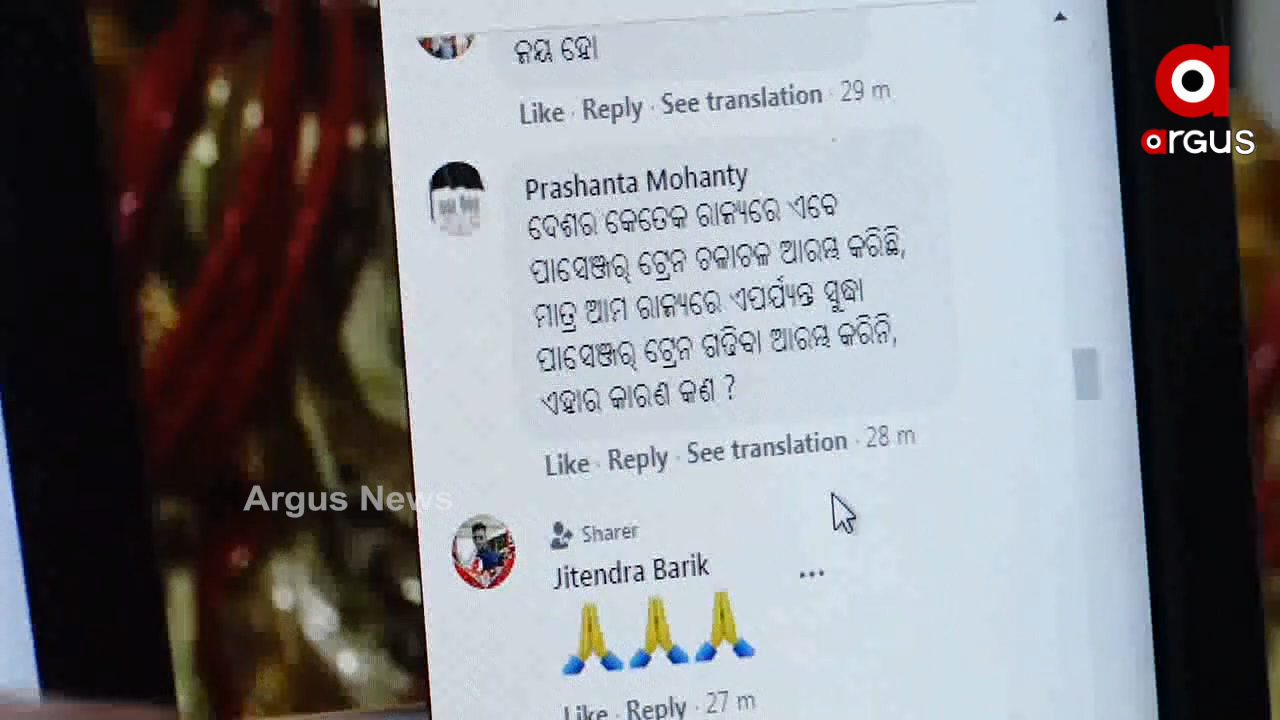 ଜୟ ହୋ
Like · Reply · See translation · 29 m
argus
Prashanta Mohanty
ଦେଶର କେତେକ ରାଜ୍ୟରେ ଏବେ
ପାସେଞ୍ଜର୍ ଟ୍ରେନ ଚଳାଚଳ ଆରମ୍ଭ କରିଛି,
ମାତ୍ର ଆମ ରାଜ୍ୟରେ ଏପର୍ଯ୍ୟନ୍ତ ସୁଦ୍ଧା
ପାସେଞ୍ଜର୍ ଟ୍ରେନ ଗଡିବା ଆରମ୍ଭ କରିନି,
ଏହାର କାରଣ କଣ ?
Like · Reply · See translation · 28 m
Argus News
Sharer
Jitendra Barik
🙏🙏🙏
Like · Reply · 27 m